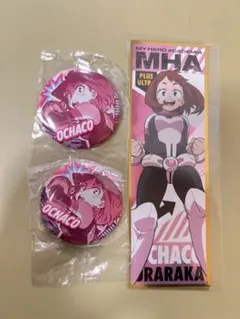 MY HERO ACADEMIA
MHA
PLUS
ULTRA
OCHACO
OCHACO
OCHACO
URARAKA